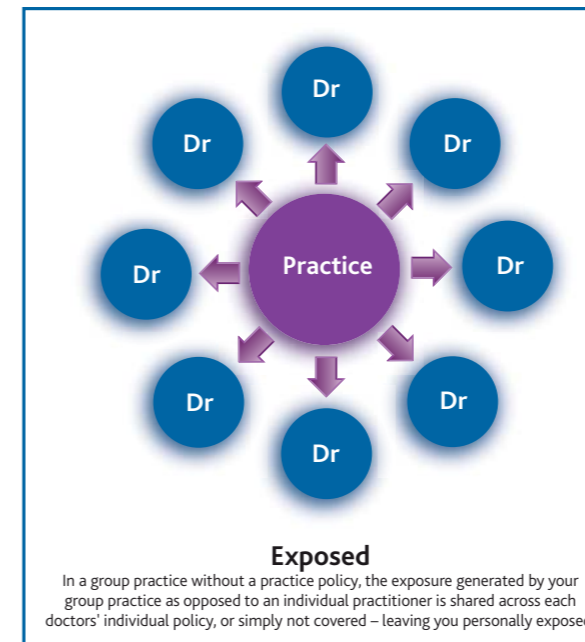 Dr
Dr
Dr
Dr
Practice
Dr
Dr
Dr
Dr
Exposed
In a group practice without a practice policy, the exposure generated by your
group practice as opposed to an individual practitioner is shared across each
doctors' individual policy, or simply not covered – leaving you personally expose